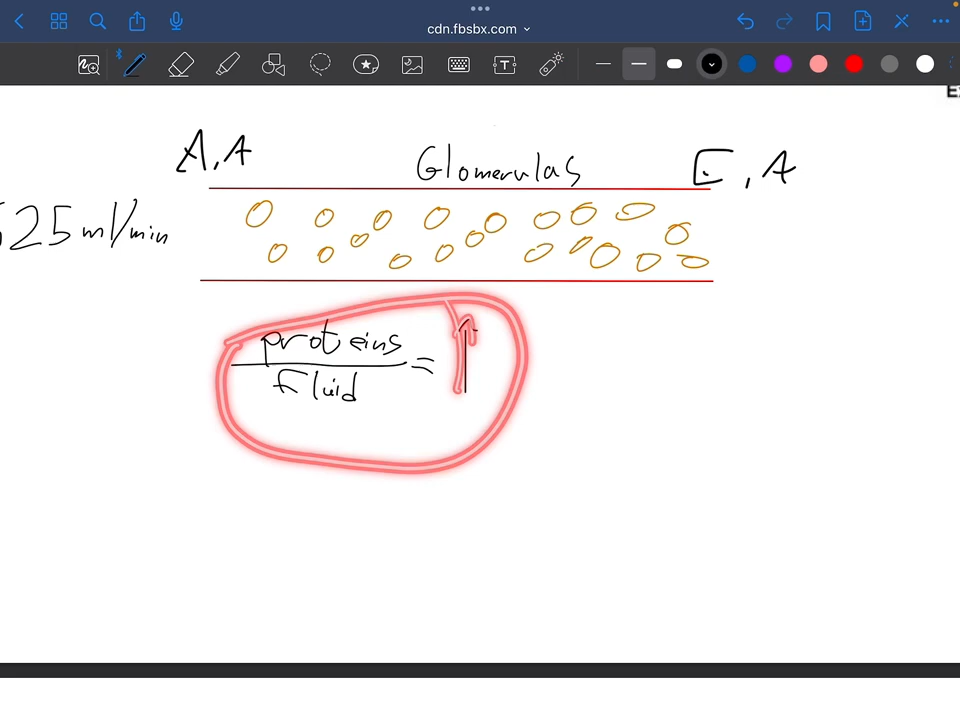 cdn.fbsbx.com
A.A
Glomerulas
E.A
25 ml/min
proteins
Fluid
= ↑